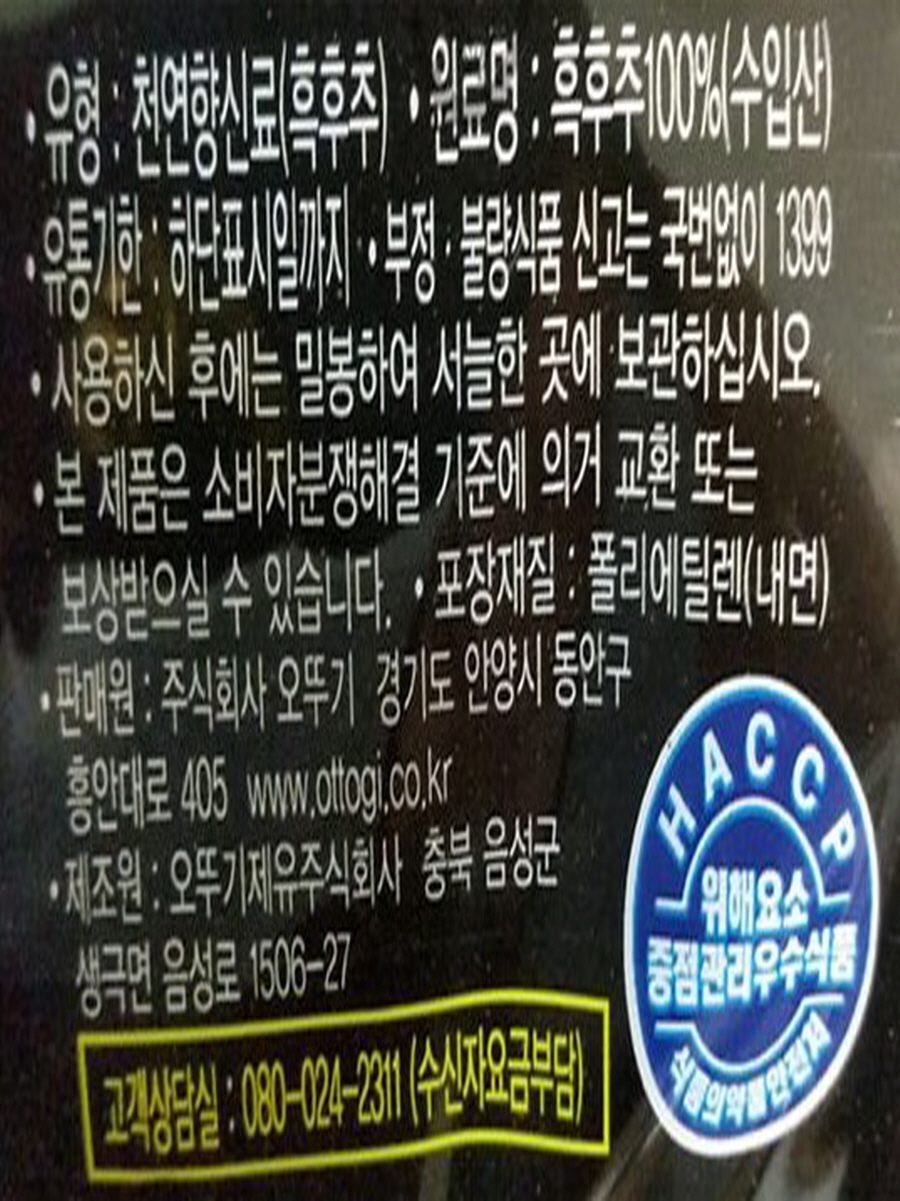 •유형 : 천연향신료(흑후추) •원료명 : 흑후추100%(수입산)
•유통기한 : 하단표시일까지 •부정·불량식품 신고는 국번없이 1399
•사용하신 후에는 밀봉하여 서늘한 곳에 보관하십시오.
•본 제품은 소비자분쟁해결 기준에 의거 교환 또는
보상받으실 수 있습니다. •포장재질 : 폴리에틸렌(내면)
•판매원 : 주식회사 오뚜기 경기도 안양시 동안구
흥안대로 405 www.ottogi.co.kr
•제조원 : 오뚜기제유주식회사 충북 음성군
생극면 음성로 1506-27
고객상담실 : 080-024-2311 (수신자요금부담)
HACCP
위해요소
중점관리우수식품
식품의약품안전처